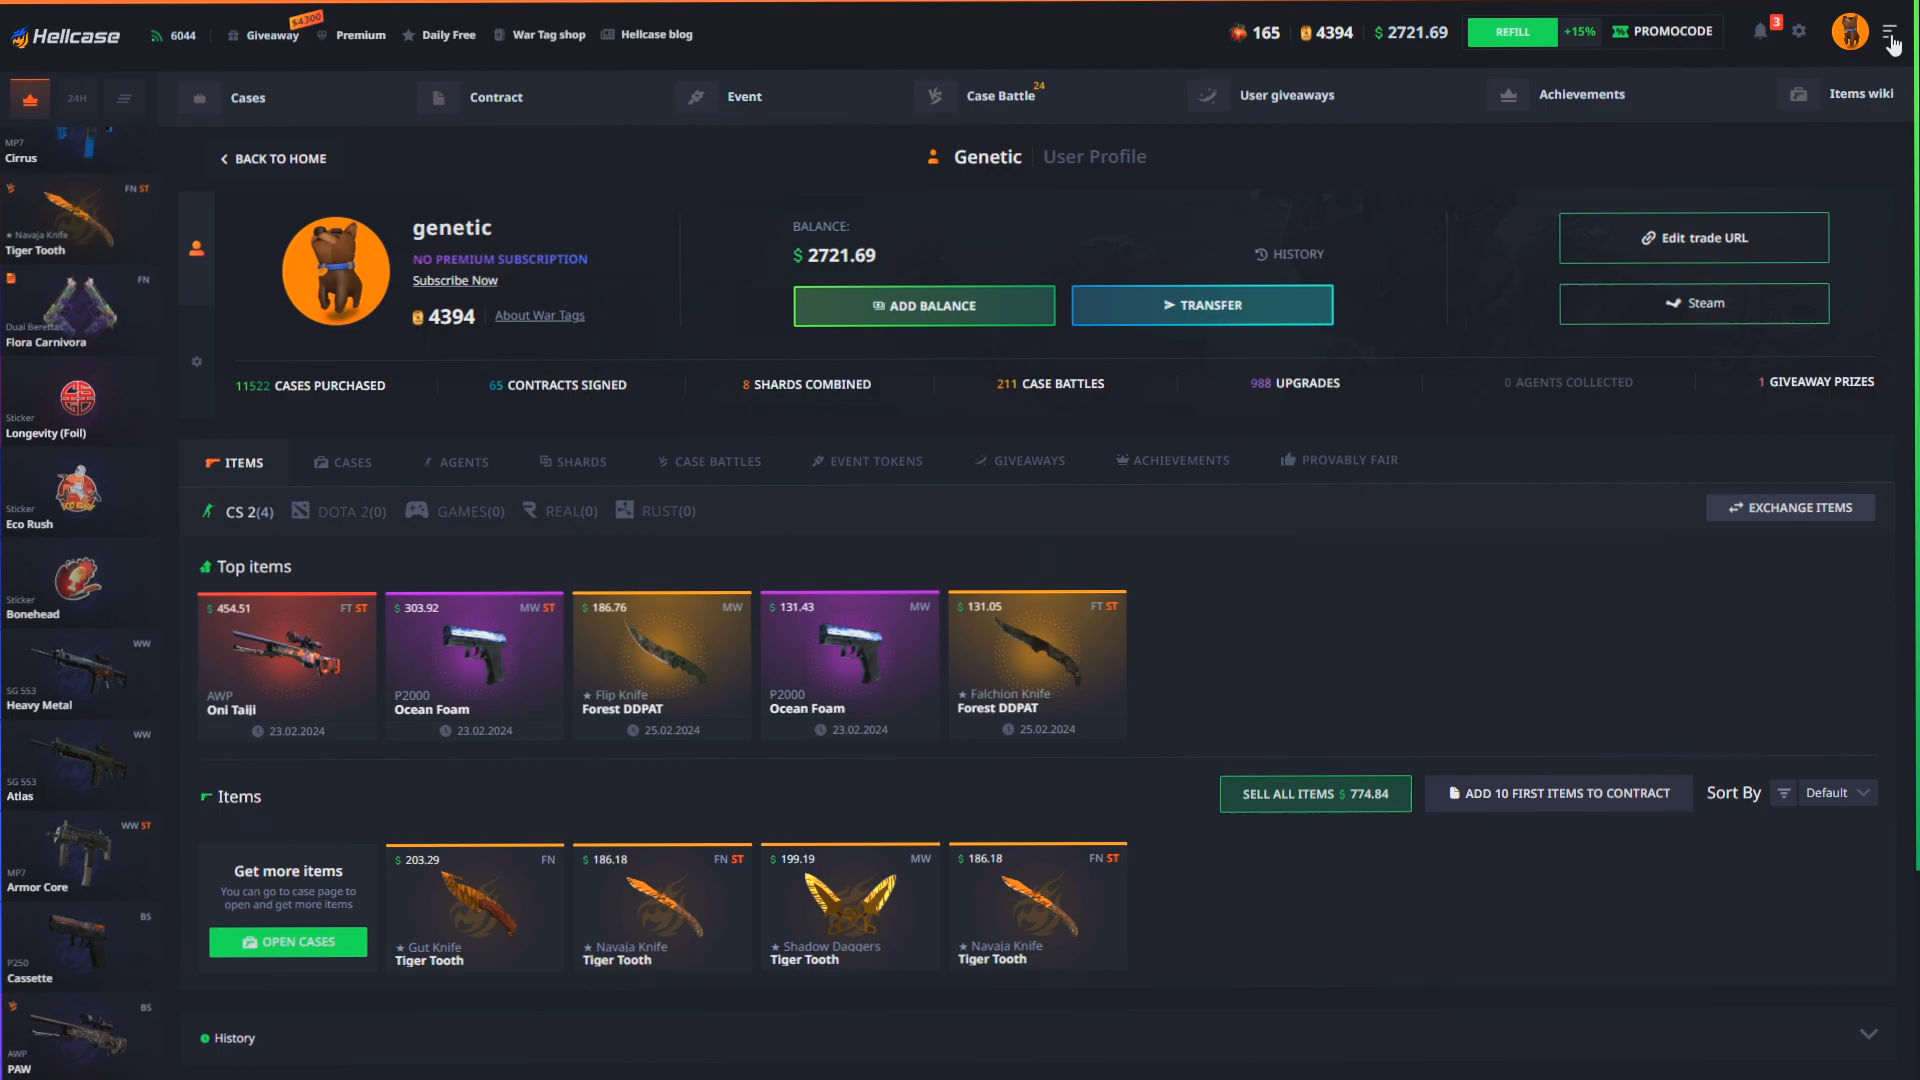 Hellcase
6044
$4300
Giveaway
Premium
Daily Free
War Tag shop
Hellcase blog
165
4394
$ 2721.69
REFILL
+15%
PROMOCODE
3
24H
Cases
Contract
Event
Case Battle
24
User giveaways
Achievements
Items wiki
MP7
Cirrus
FN ST
★ Navaja Knife
Tiger Tooth
FN
Dual Berettas
Flora Carnivora
Sticker
Longevity (Foil)
Sticker
Eco Rush
Sticker
Bonehead
WW
SG 553
Heavy Metal
WW
SG 553
Atlas
WW ST
MP7
Armor Core
BS
P250
Cassette
BS
AWP
PAW
BACK TO HOME
Genetic
User Profile
genetic
NO PREMIUM SUBSCRIPTION
Subscribe Now
4394
About War Tags
BALANCE:
$ 2721.69
HISTORY
ADD BALANCE
TRANSFER
Edit trade URL
Steam
11522 CASES PURCHASED
65 CONTRACTS SIGNED
8 SHARDS COMBINED
211 CASE BATTLES
988 UPGRADES
0 AGENTS COLLECTED
1 GIVEAWAY PRIZES
ITEMS
CASES
AGENTS
SHARDS
CASE BATTLES
EVENT TOKENS
GIVEAWAYS
ACHIEVEMENTS
PROVABLY FAIR
CS 2(4)
DOTA 2(0)
GAMES(0)
REAL(0)
RUST(0)
EXCHANGE ITEMS
Top items
$ 454.51
FT ST
AWP
Oni Taiji
23.02.2024
$ 303.92
MW ST
P2000
Ocean Foam
23.02.2024
$ 186.76
MW
★ Flip Knife
Forest DDPAT
25.02.2024
$ 131.43
MW
P2000
Ocean Foam
23.02.2024
$ 131.05
FT ST
★ Falchion Knife
Forest DDPAT
25.02.2024
Items
SELL ALL ITEMS $ 774.84
ADD 10 FIRST ITEMS TO CONTRACT
Sort By
Default
Get more items
You can go to case page to
open and get more items
OPEN CASES
$ 203.29
FN
★ Gut Knife
Tiger Tooth
$ 186.18
FN ST
★ Navaja Knife
Tiger Tooth
$ 199.19
MW
★ Shadow Daggers
Tiger Tooth
$ 186.18
FN ST
★ Navaja Knife
Tiger Tooth
History